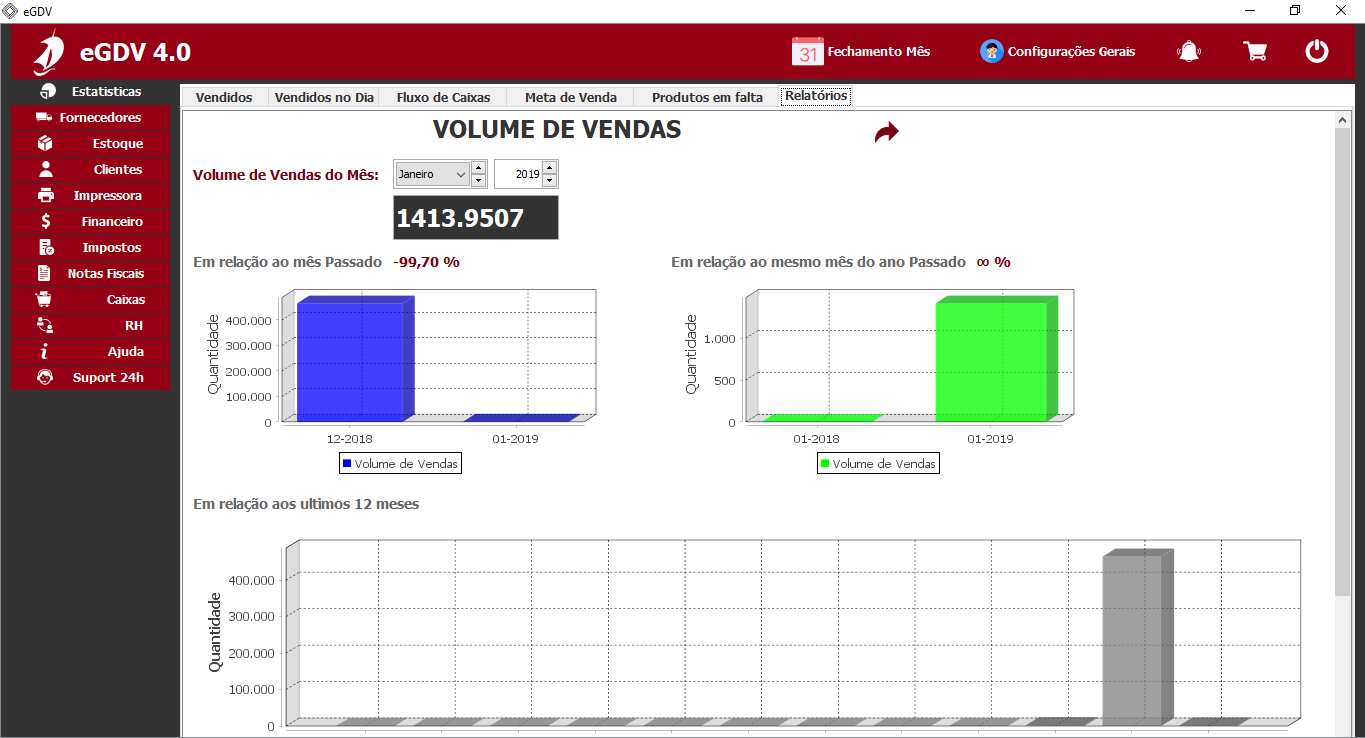 eGDV
eGDV 4.0
31
Fechamento Mês
Configurações Gerais
Estatisticas
Fornecedores
Estoque
Clientes
Impressora
Financeiro
Impostos
Notas Fiscais
Caixas
RH
Ajuda
Suport 24h
Vendidos
Vendidos no Dia
Fluxo de Caixas
Meta de Venda
Produtos em falta
Relatórios
VOLUME DE VENDAS
Volume de Vendas do Mês:
Janeiro
2019
1413.9507
Em relação ao mês Passado -99,70 %
Quantidade
400.000
300.000
200.000
100.000
0
12-2018
01-2019
Volume de Vendas
Em relação ao mesmo mês do ano Passado ∞ %
Quantidade
1.000
500
0
01-2018
01-2019
Volume de Vendas
Em relação aos ultimos 12 meses
Quantidade
400.000
300.000
200.000
100.000
0